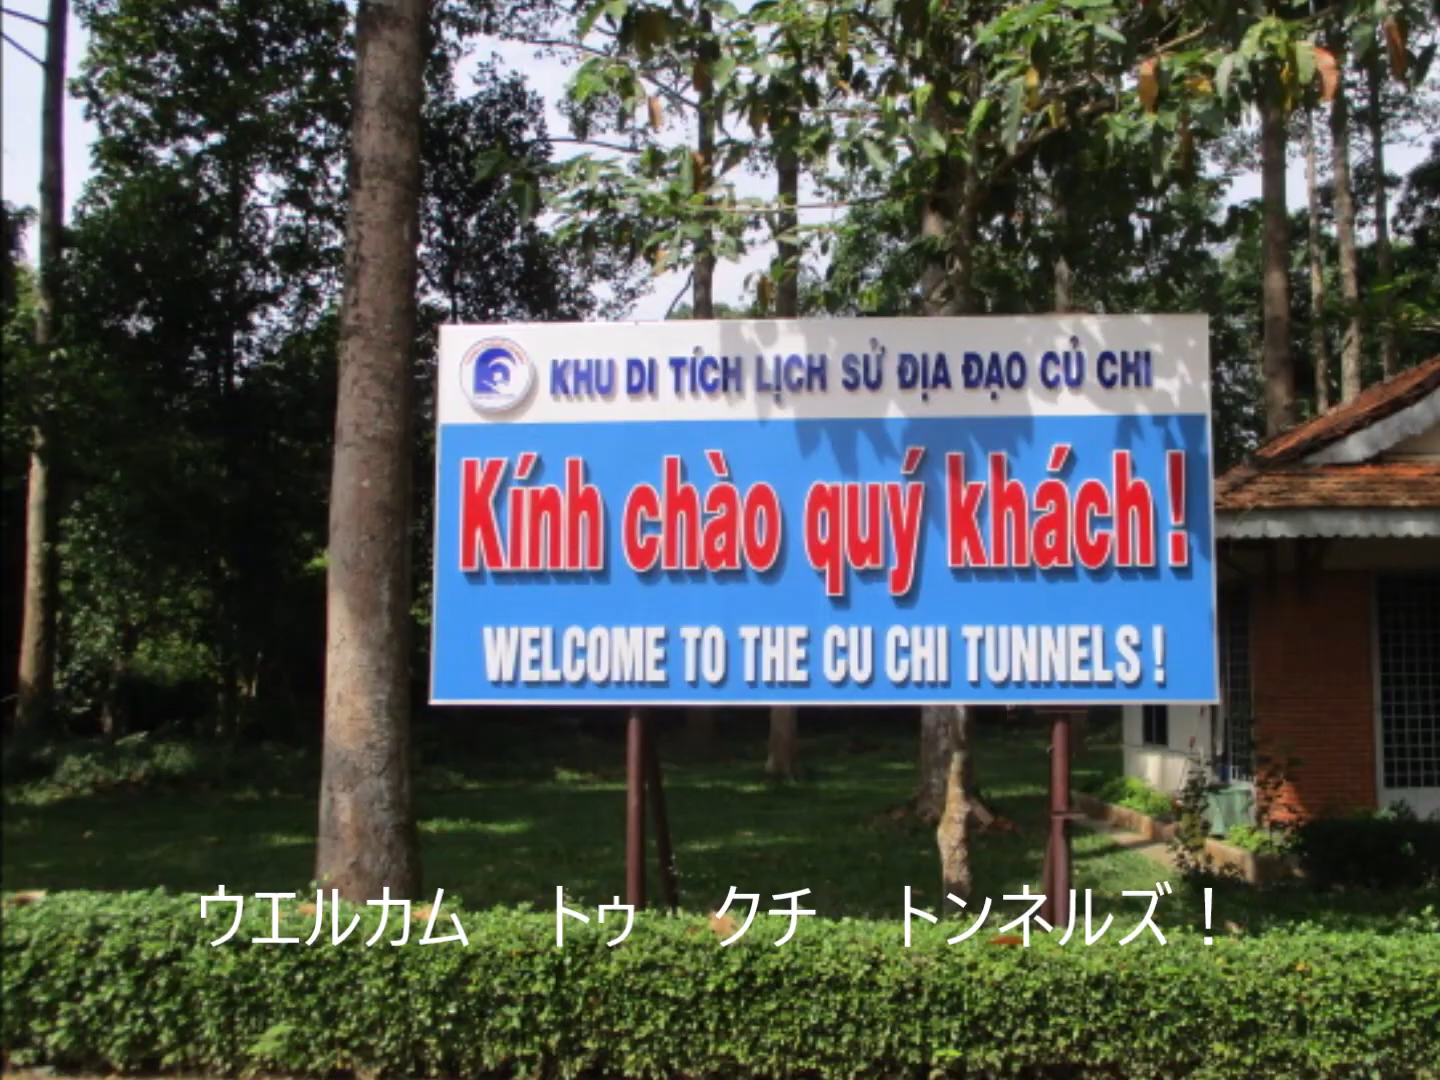 KHU DI TÍCH LỊCH SỬ ĐỊA ĐẠO CỦ CHI
Kính chào quý khách!
WELCOME TO THE CU CHI TUNNELS!
ウエルカム　トゥ　クチ　トンネルズ！